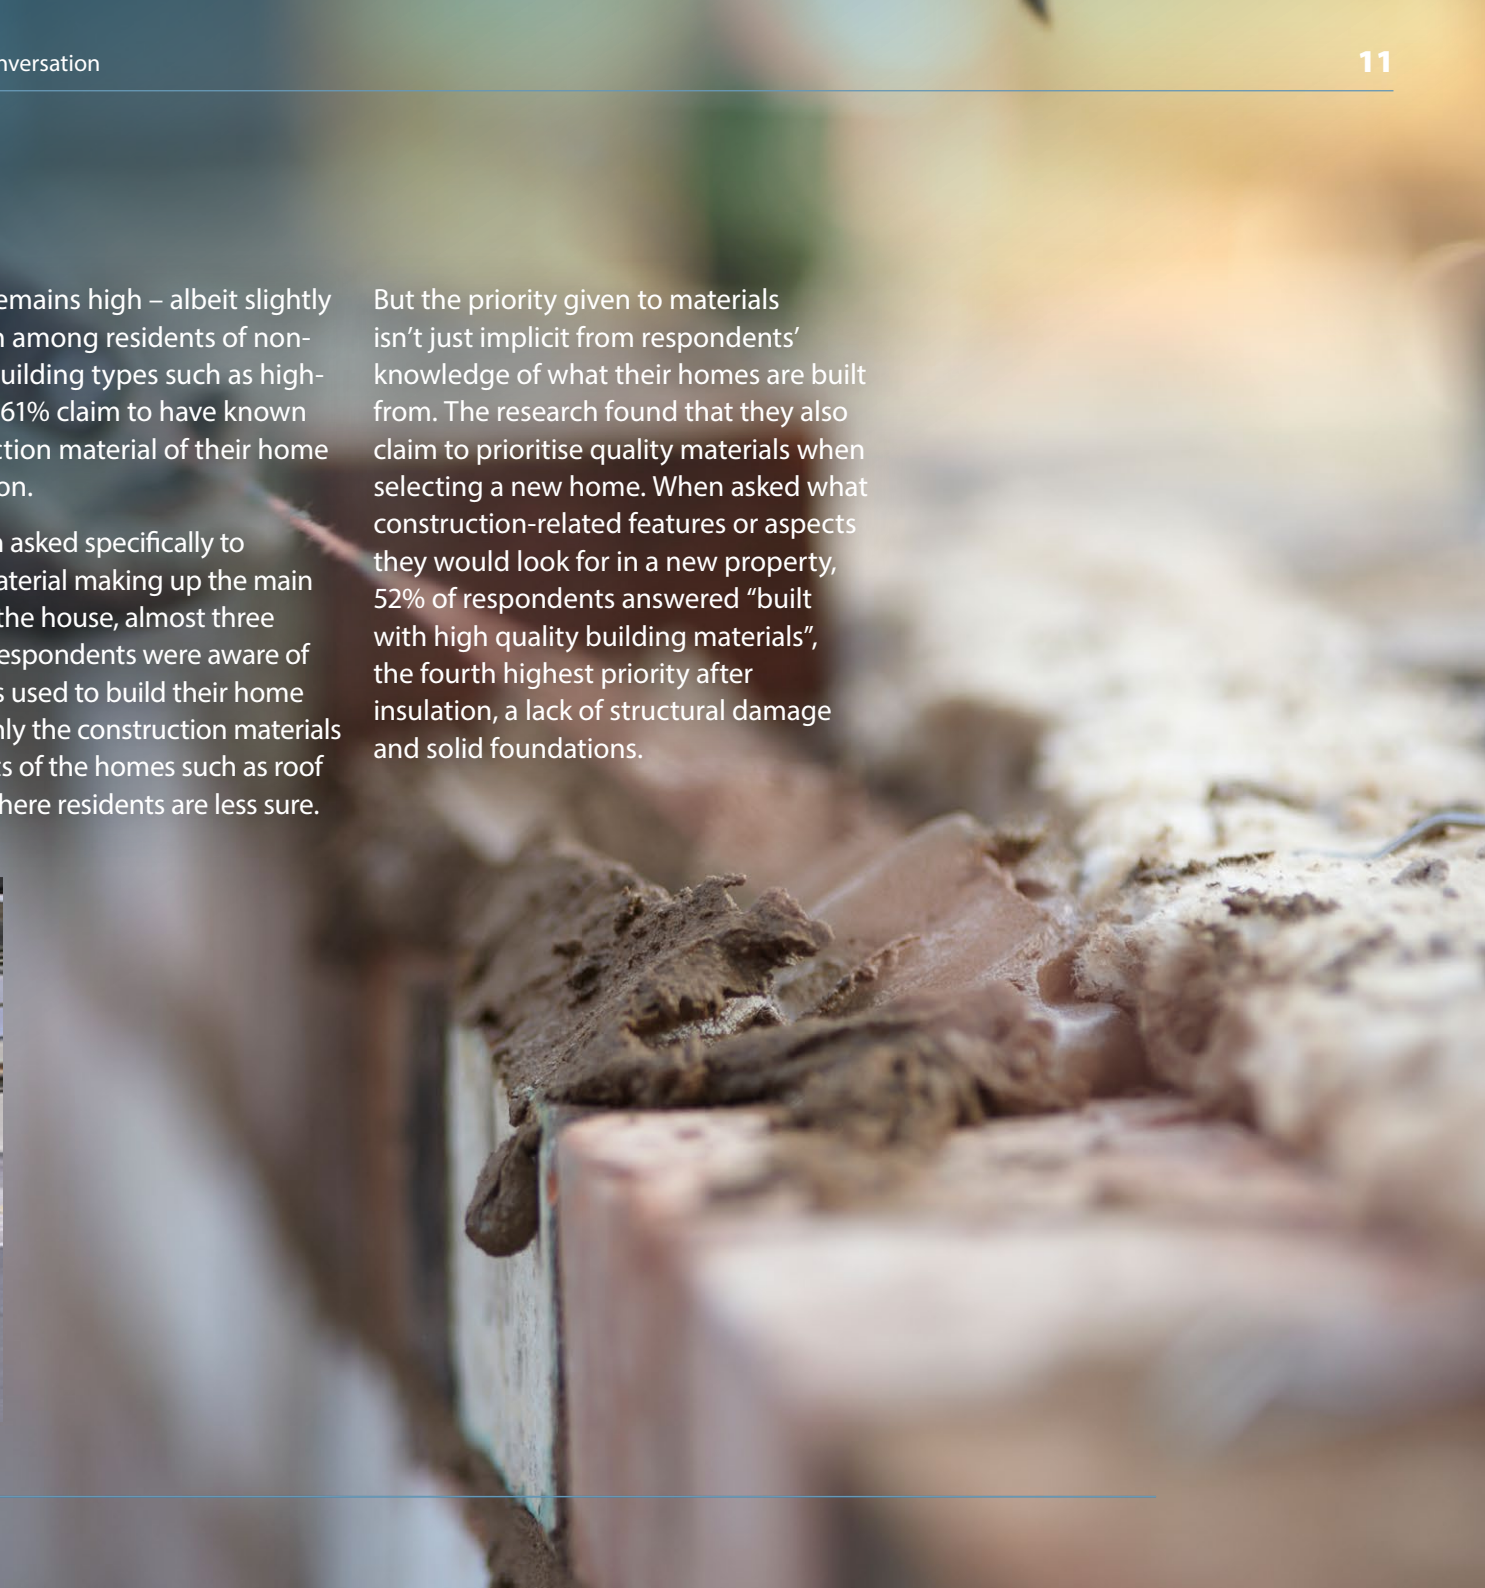 nversation
11
emains high – albeit slightly
n among residents of non-
uilding types such as high-
61% claim to have known
ction material of their home
on.
n asked specifically to
aterial making up the main
the house, almost three
espondents were aware of
s used to build their home
nly the construction materials
ts of the homes such as roof
here residents are less sure.
But the priority given to materials
isn’t just implicit from respondents’
knowledge of what their homes are built
from. The research found that they also
claim to prioritise quality materials when
selecting a new home. When asked what
construction-related features or aspects
they would look for in a new property,
52% of respondents answered “built
with high quality building materials”,
the fourth highest priority after
insulation, a lack of structural damage
and solid foundations.